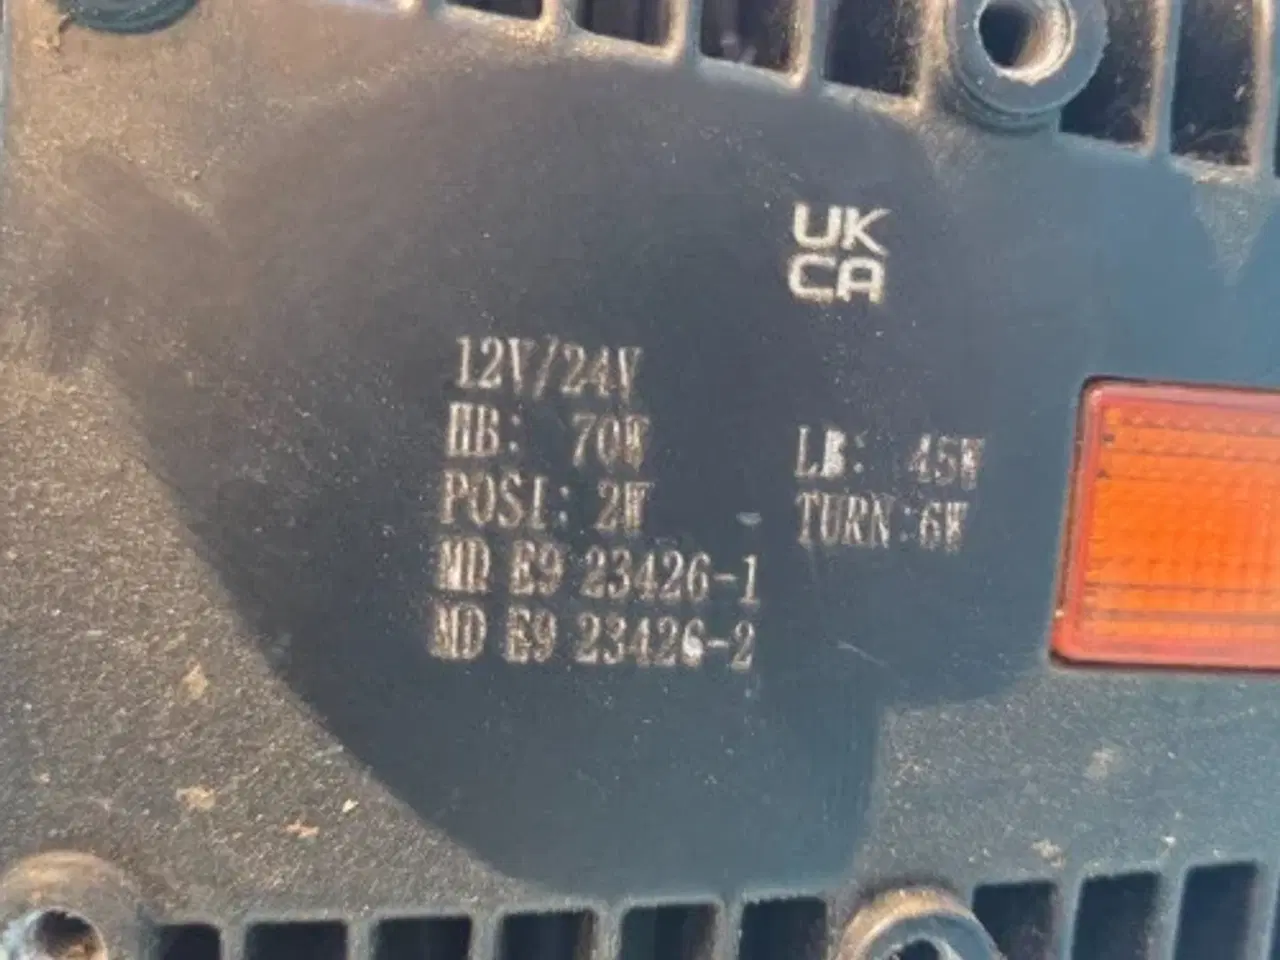 UK
CA
12V/24V
HB: 70W LB: 45W
POSI: 2W TURN:6W
MD E9 23426-1
MD E9 23426-2